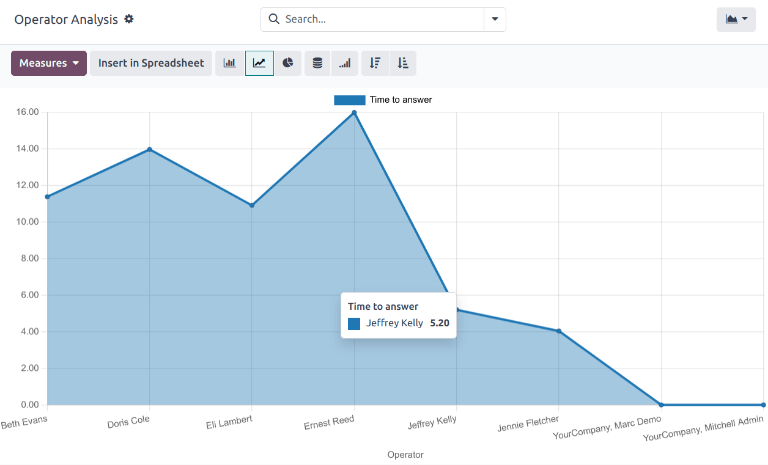 Operator Analysis
Search...
Measures
Insert in Spreadsheet
Time to answer
16.00
14.00
12.00
10.00
8.00
6.00
4.00
2.00
0.00
Time to answer
Jeffrey Kelly 5.20
Beth Evans
Doris Cole
Eli Lambert
Ernest Reed
Jeffrey Kelly
Jennie Fletcher
YourCompany, Marc Demo
YourCompany, Mitchell Admin
Operator